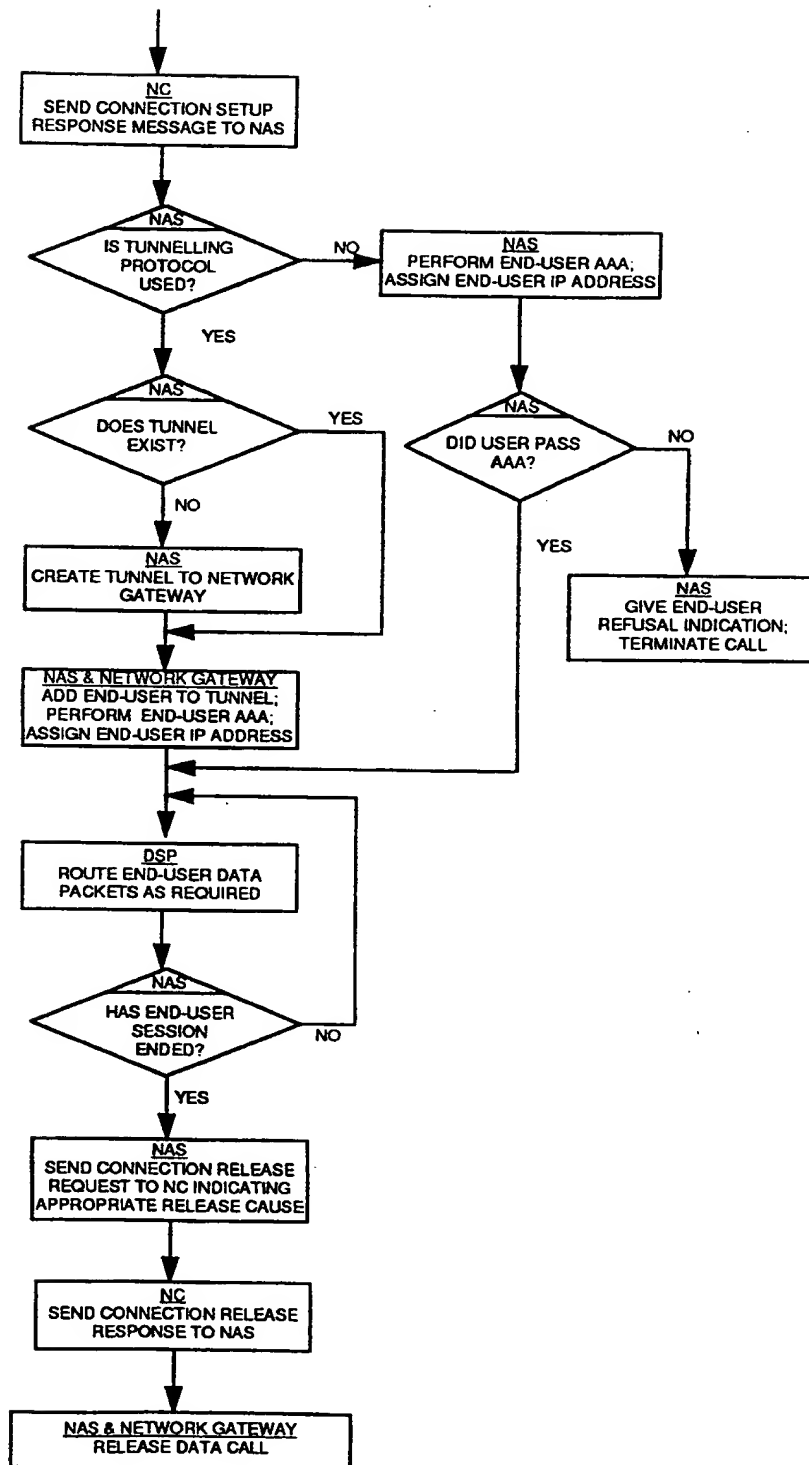 NC
SEND CONNECTION SETUP
RESPONSE MESSAGE TO NAS
NAS
IS TUNNELLING
PROTOCOL
USED?
NO
NAS
PERFORM END-USER AAA;
ASSIGN END-USER IP ADDRESS
YES
NAS
DOES TUNNEL
EXIST?
YES
NAS
DID USER PASS
AAA?
NO
NO
YES
NAS
CREATE TUNNEL TO NETWORK
GATEWAY
NAS
GIVE END-USER
REFUSAL INDICATION;
TERMINATE CALL
NAS & NETWORK GATEWAY
ADD END-USER TO TUNNEL;
PERFORM END-USER AAA;
ASSIGN END-USER IP ADDRESS
DSP
ROUTE END-USER DATA
PACKETS AS REQUIRED
NAS
HAS END-USER
SESSION
ENDED?
NO
YES
NAS
SEND CONNECTION RELEASE
REQUEST TO NC INDICATING
APPROPRIATE RELEASE CAUSE
NC
SEND CONNECTION RELEASE
RESPONSE TO NAS
NAS & NETWORK GATEWAY
RELEASE DATA CALL